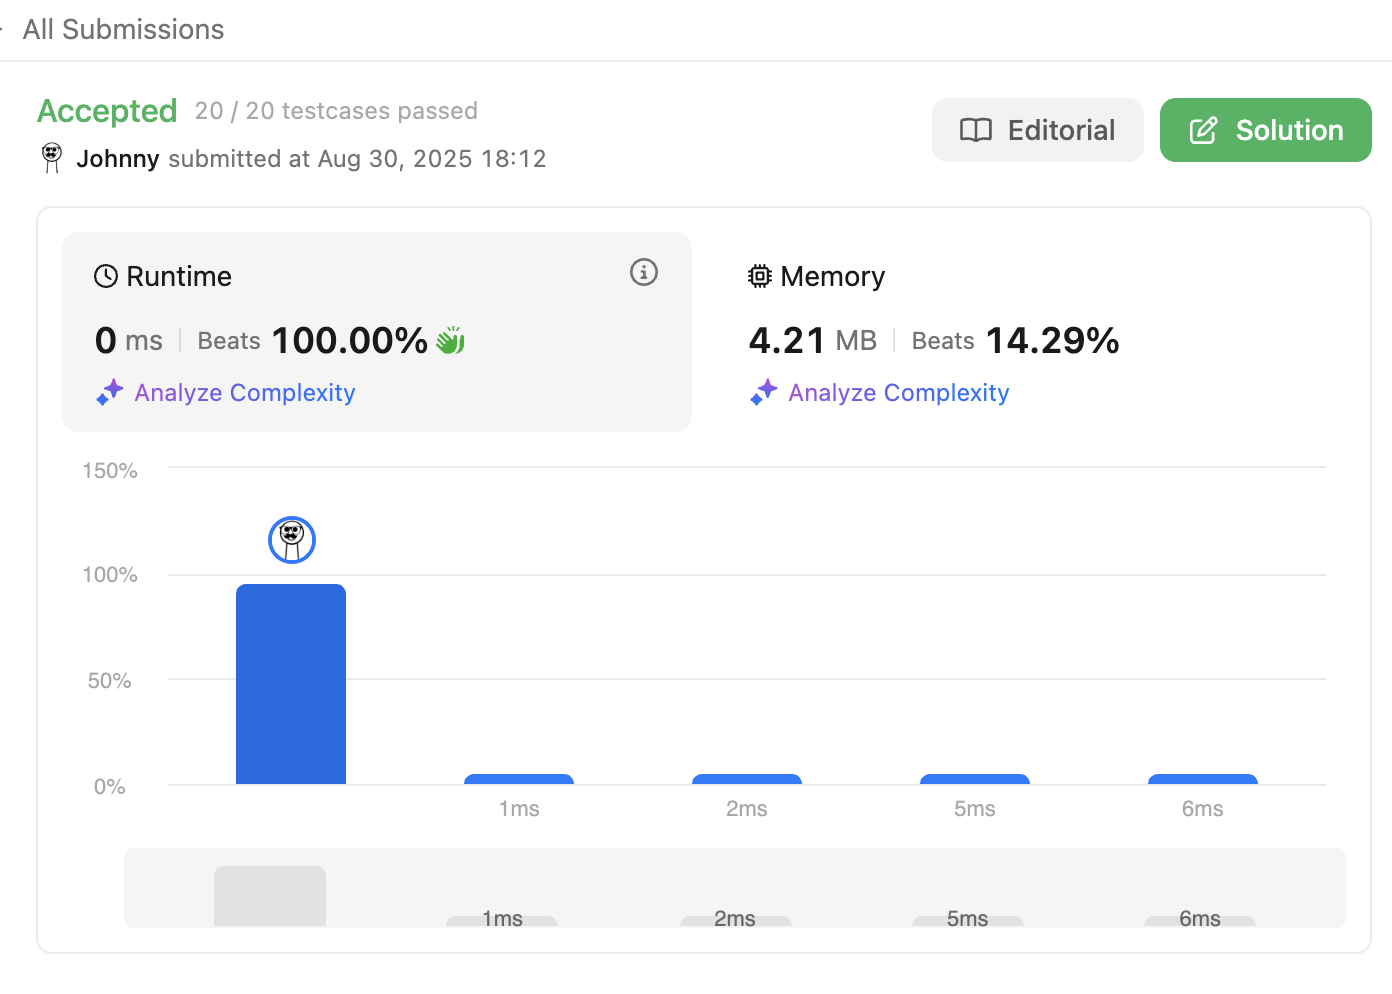 All Submissions
Accepted 20 / 20 testcases passed
Johnny submitted at Aug 30, 2025 18:12
Editorial
Solution
Runtime
0 ms Beats 100.00%
Analyze Complexity
Memory
4.21 MB Beats 14.29%
Analyze Complexity
150%
100%
50%
0%
1ms 2ms 5ms 6ms
1ms 2ms 5ms 6ms